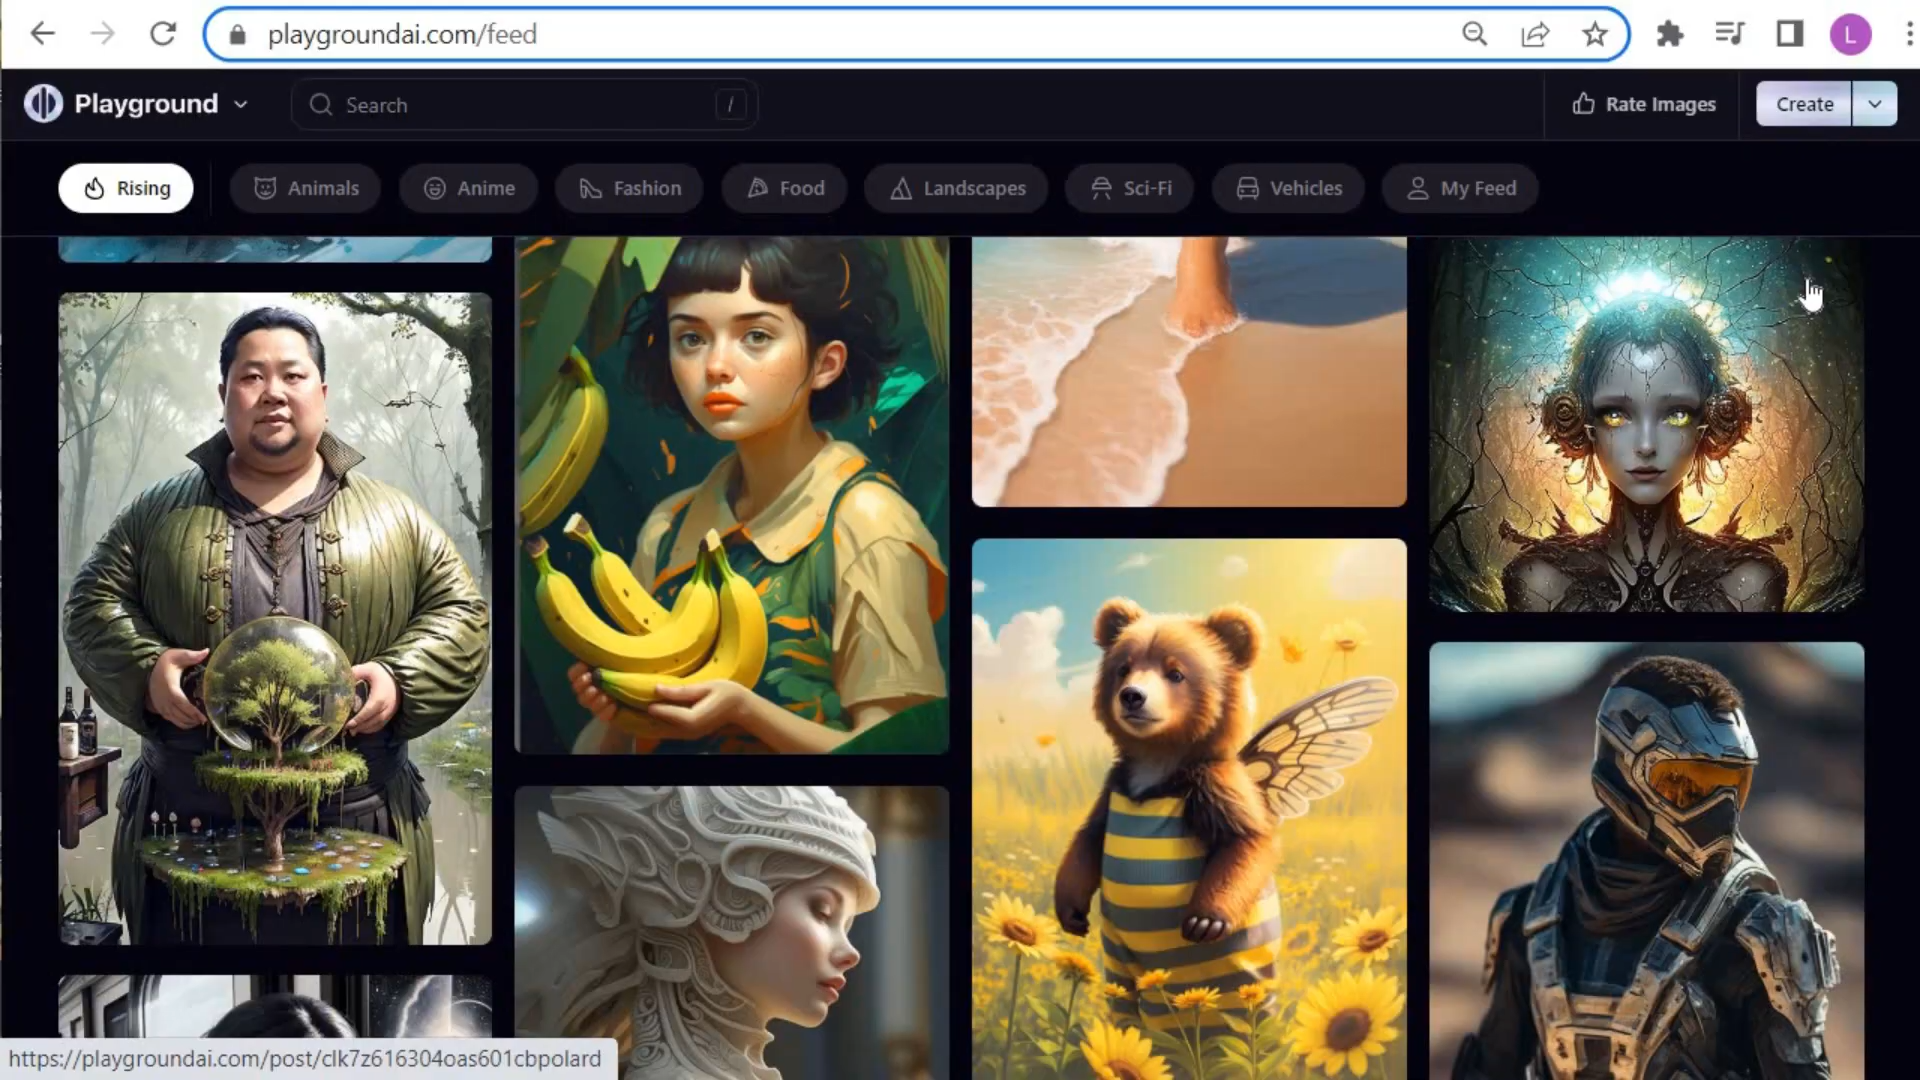 playgroundai.com/feed
L
Playground
Search
/
Rate Images
Create
Rising
Animals
Anime
Fashion
Food
Landscapes
Sci-Fi
Vehicles
My Feed
https://playgroundai.com/post/clk7z616304oas601cbpolard